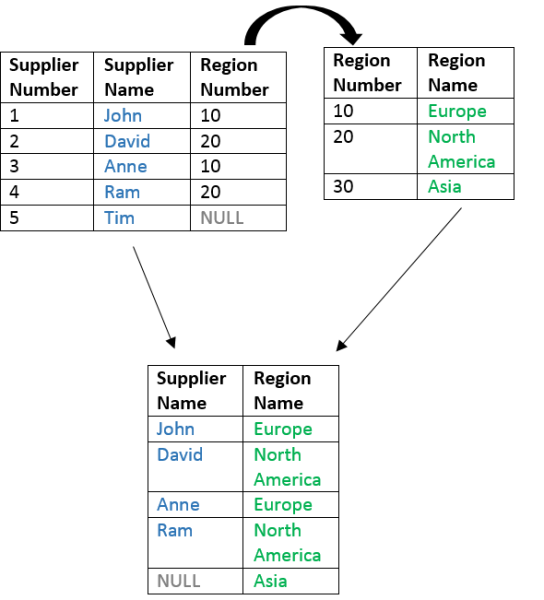 Supplier Number Supplier Name Region Number
1 John 10
2 David 20
3 Anne 10
4 Ram 20
5 Tim NULL
Region Number Region Name
10 Europe
20 North America
30 Asia
Supplier Name Region Name
John Europe
David North America
Anne Europe
Ram North America
NULL Asia